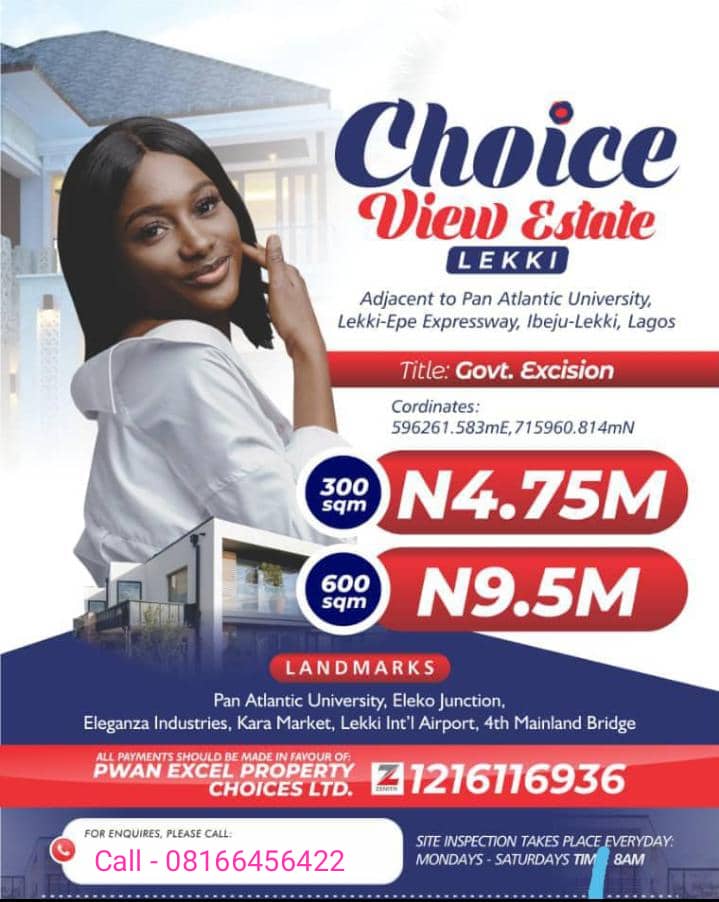 Choice
View Estate
LEKKI
Adjacent to Pan Atlantic University,
Lekki-Epe Expressway, Ibeju-Lekki, Lagos
Title: Govt. Excision
Cordinates:
596261.583mE,715960.814mN
300
sqm
N4.75M
600
sqm
N9.5M
LANDMARKS
Pan Atlantic University, Eleko Junction,
Eleganza Industries, Kara Market, Lekki Int'l Airport, 4th Mainland Bridge
ALL PAYMENTS SHOULD BE MADE IN FAVOUR OF:
PWAN EXCEL PROPERTY
CHOICES LTD.
ZENITH
1216116936
FOR ENQUIRES, PLEASE CALL:
Call - 08166456422
SITE INSPECTION TAKES PLACE EVERYDAY:
MONDAYS - SATURDAYS 8AM